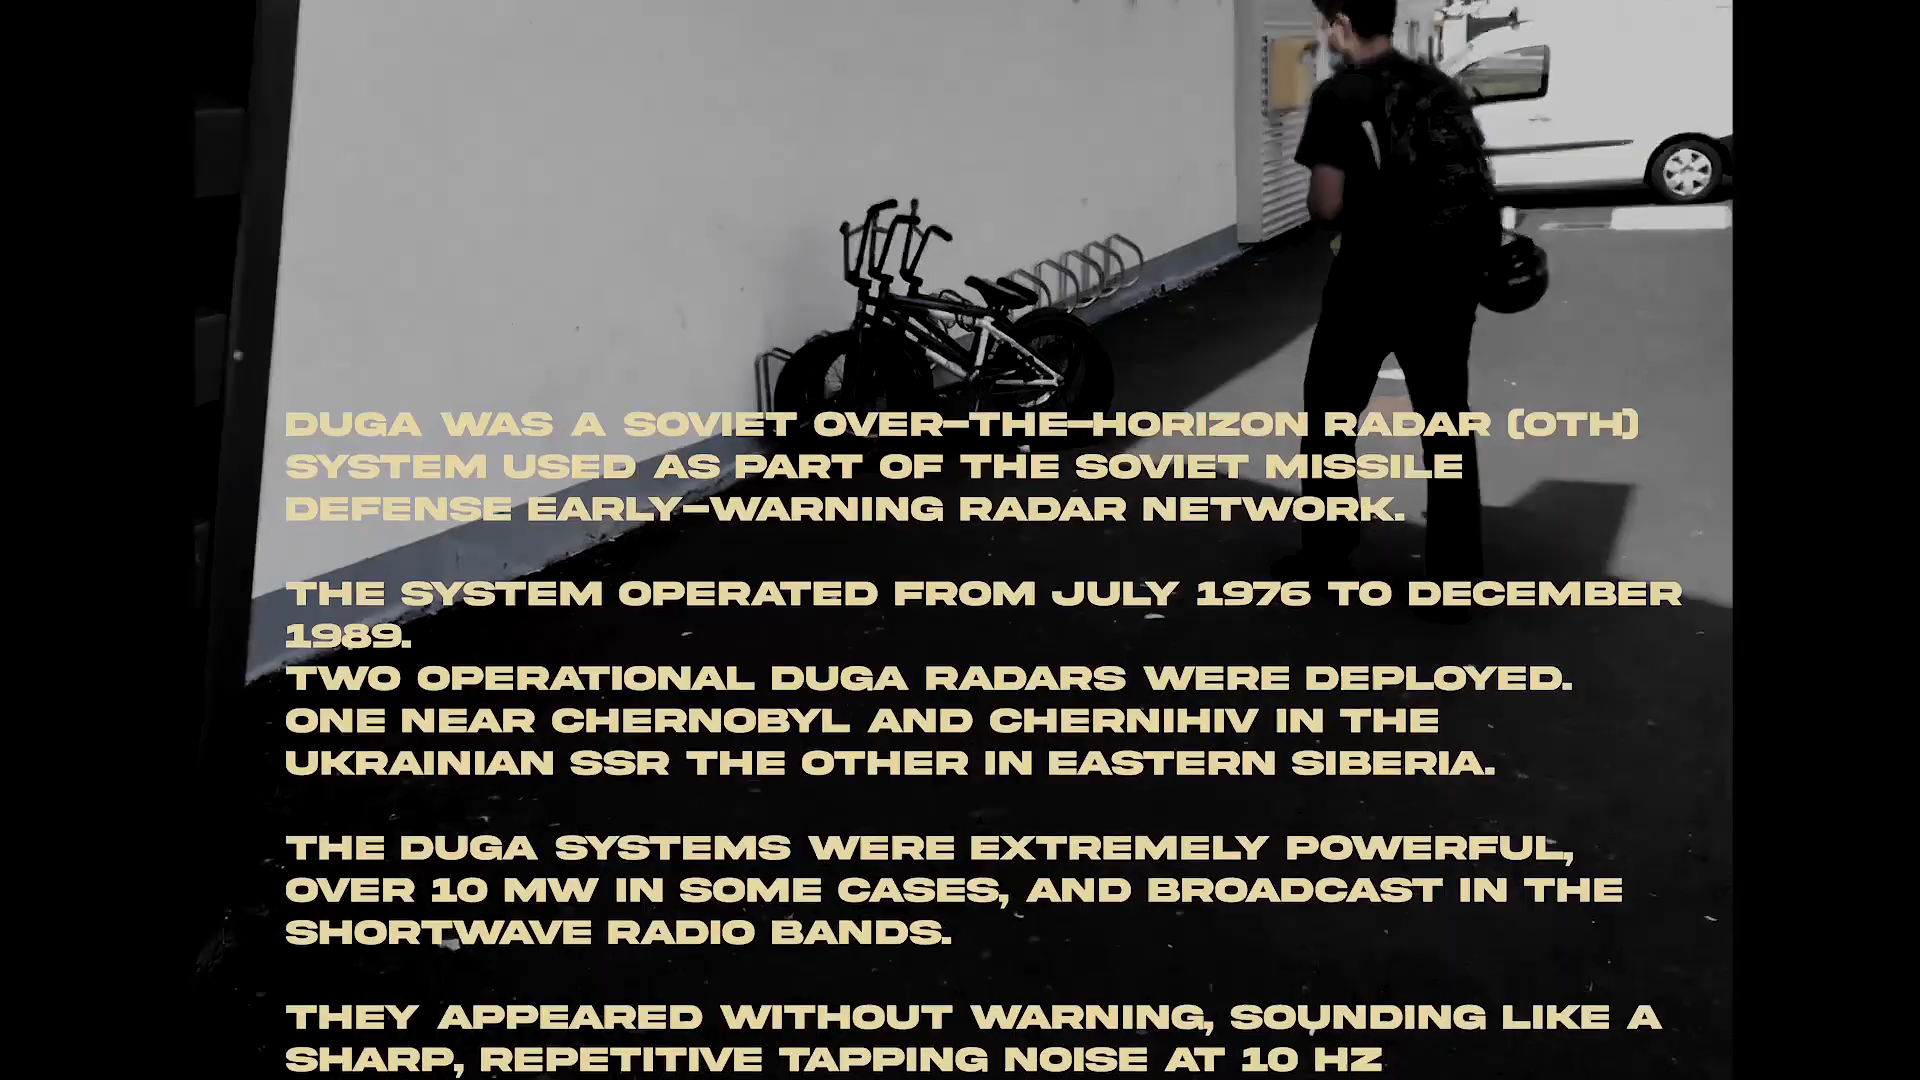 DUGA WAS A SOVIET OVER–THE–HORIZON RADAR (OTH)
SYSTEM USED AS PART OF THE SOVIET MISSILE
DEFENSE EARLY–WARNING RADAR NETWORK.
THE SYSTEM OPERATED FROM JULY 1976 TO DECEMBER
1989.
TWO OPERATIONAL DUGA RADARS WERE DEPLOYED.
ONE NEAR CHERNOBYL AND CHERNIHIV IN THE
UKRAINIAN SSR THE OTHER IN EASTERN SIBERIA.
THE DUGA SYSTEMS WERE EXTREMELY POWERFUL,
OVER 10 MW IN SOME CASES, AND BROADCAST IN THE
SHORTWAVE RADIO BANDS.
THEY APPEARED WITHOUT WARNING, SOUNDING LIKE A
SHARP, REPETITIVE TAPPING NOISE AT 10 HZ